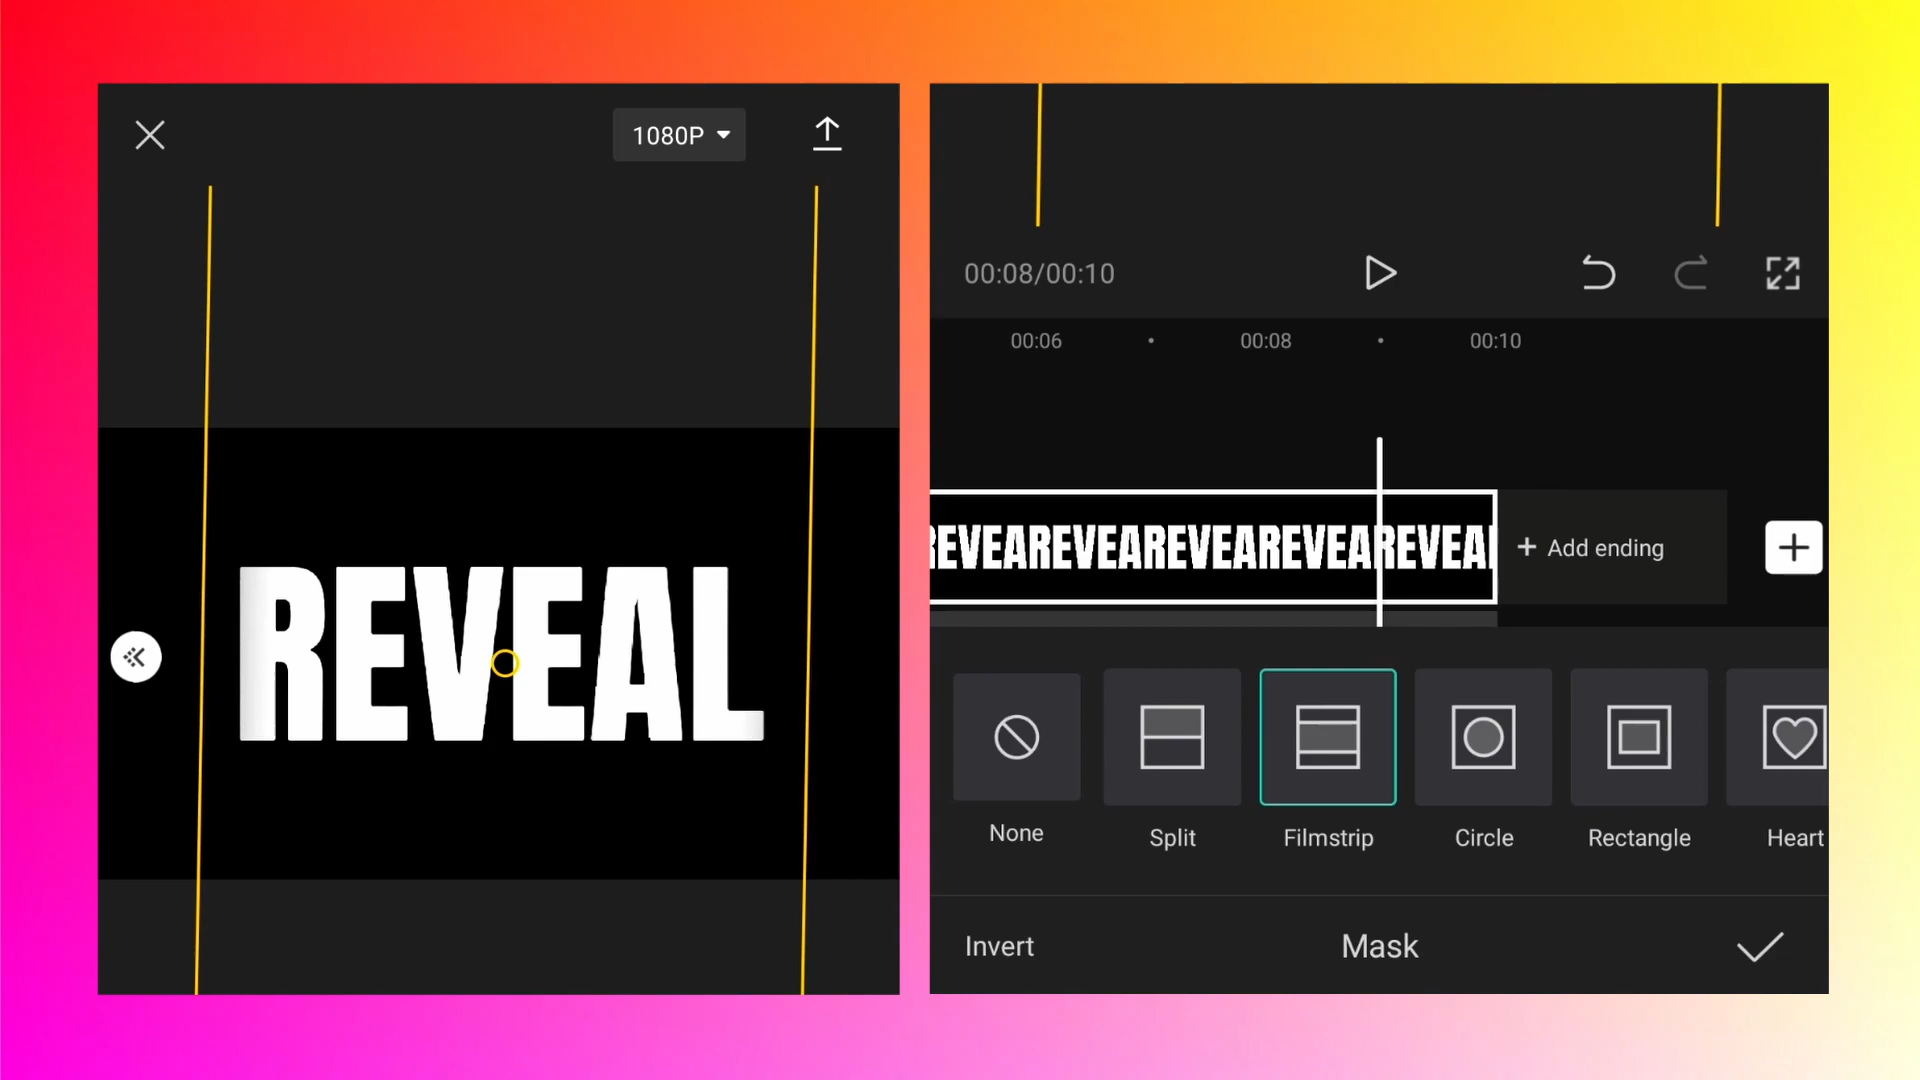 1080P
REVEAL
00:08/00:10
00:06
00:08
00:10
REVEAREVEAREVEAREVEAREVEAL
+ Add ending
None
Split
Filmstrip
Circle
Rectangle
Heart
Invert
Mask